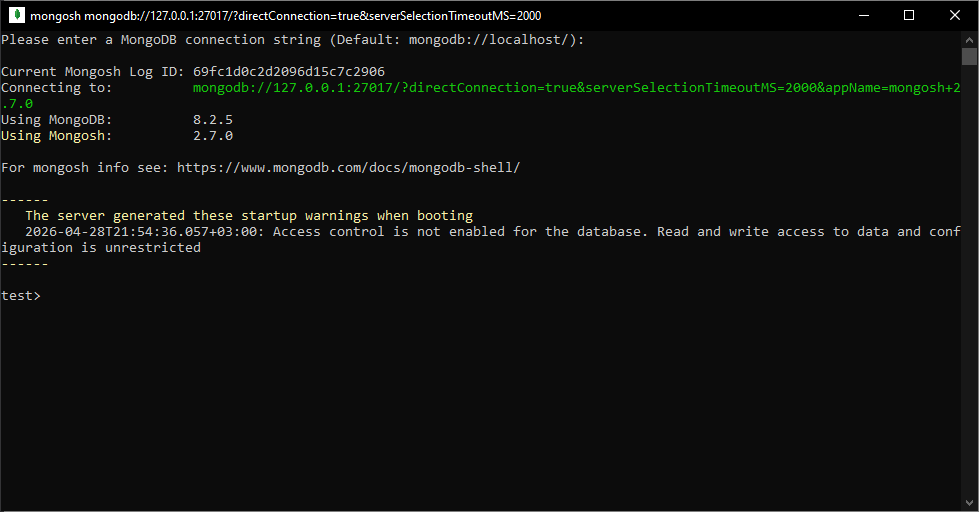 mongosh mongodb://127.0.0.1:27017/?directConnection=true&serverSelectionTimeoutMS=2000
Please enter a MongoDB connection string (Default: mongodb://localhost/):
Current Mongosh Log ID: 69fc1d0c2d2096d15c7c2906
Connecting to:          mongodb://127.0.0.1:27017/?directConnection=true&serverSelectionTimeoutMS=2000&appName=mongosh+2
.7.0
Using MongoDB:          8.2.5
Using Mongosh:          2.7.0
For mongosh info see: https://www.mongodb.com/docs/mongodb-shell/
------
   The server generated these startup warnings when booting
   2026-04-28T21:54:36.057+03:00: Access control is not enabled for the database. Read and write access to data and conf
iguration is unrestricted
------
test>